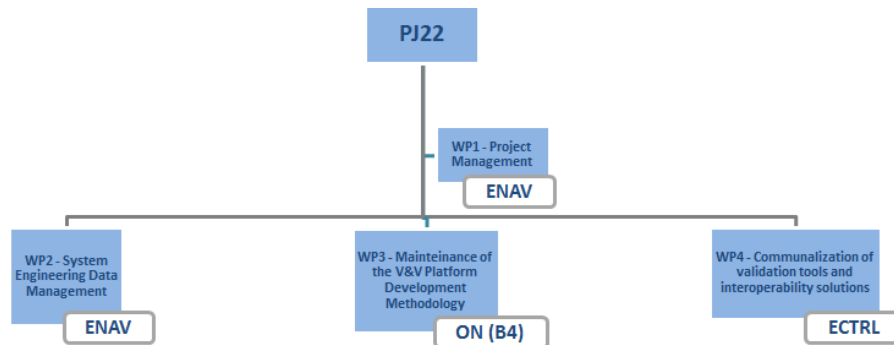 PJ22
WP1 - Project
Management
ENAV
WP2 - System
Engineering Data
Management
ENAV
WP3 - Mainteinance of
the V&V Platform
Development
Methodology
ON (B4)
WP4 - Communalization of
validation tools and
interoperability solutions
ECTRL